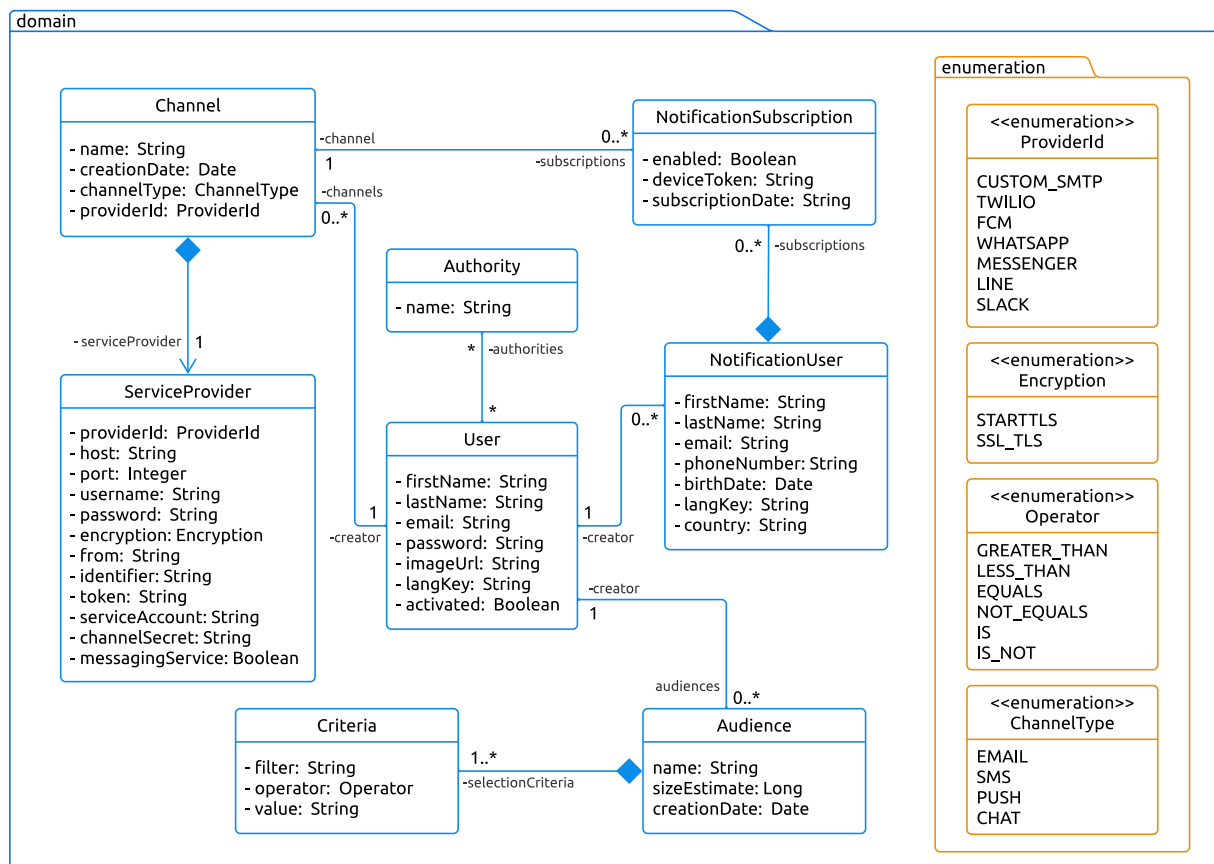 domain
Channel
- name: String
- creationDate: Date
- channelType: ChannelType
- providerId: ProviderId
-channel
1
0..*
-subscriptions
-channels
0..*
NotificationSubscription
- enabled: Boolean
- deviceToken: String
- subscriptionDate: String
0..*
-subscriptions
Authority
- name: String
* -authorities
*
- serviceProvider 1
ServiceProvider
- providerId: ProviderId
- host: String
- port: Integer
- username: String
- password: String
- encryption: Encryption
- from: String
- identifier: String
- token: String
- serviceAccount: String
- channelSecret: String
- messagingService: Boolean
NotificationUser
- firstName: String
- lastName: String
- email: String
- phoneNumber: String
- birthDate: Date
- langKey: String
- country: String
0..*
User
- firstName: String
- lastName: String
- email: String
- password: String
- imageUrl: String
- langKey: String
- activated: Boolean
1
-creator
1
-creator
-creator
1
audiences
0..*
Criteria
- filter: String
- operator: Operator
- value: String
1..*
-selectionCriteria
Audience
name: String
sizeEstimate: Long
creationDate: Date
enumeration
<<enumeration>>
ProviderId
CUSTOM_SMTP
TWILIO
FCM
WHATSAPP
MESSENGER
LINE
SLACK
<<enumeration>>
Encryption
STARTTLS
SSL_TLS
<<enumeration>>
Operator
GREATER_THAN
LESS_THAN
EQUALS
NOT_EQUALS
IS
IS_NOT
<<enumeration>>
ChannelType
EMAIL
SMS
PUSH
CHAT